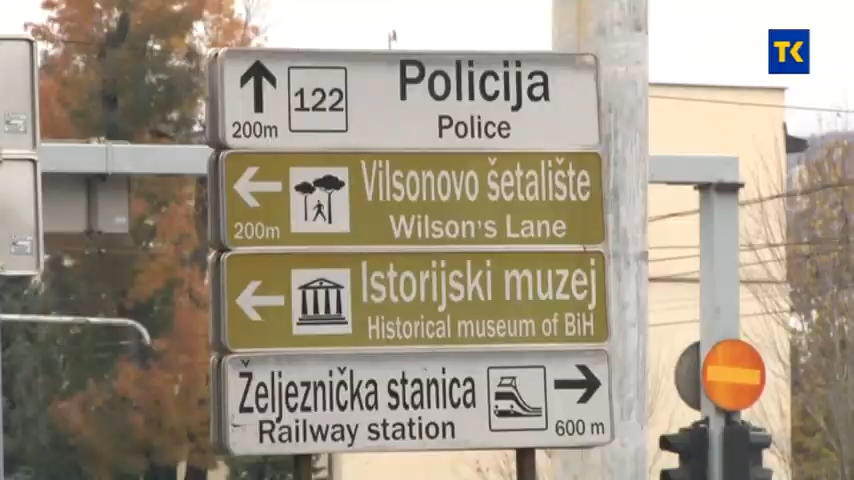 TK
Policija
122
200m
Police
Vilsonovo šetalište
200m
Wilson's Lane
Istorijski muzej
Historical museum of BiH
Željeznička stanica
Railway station
600 m